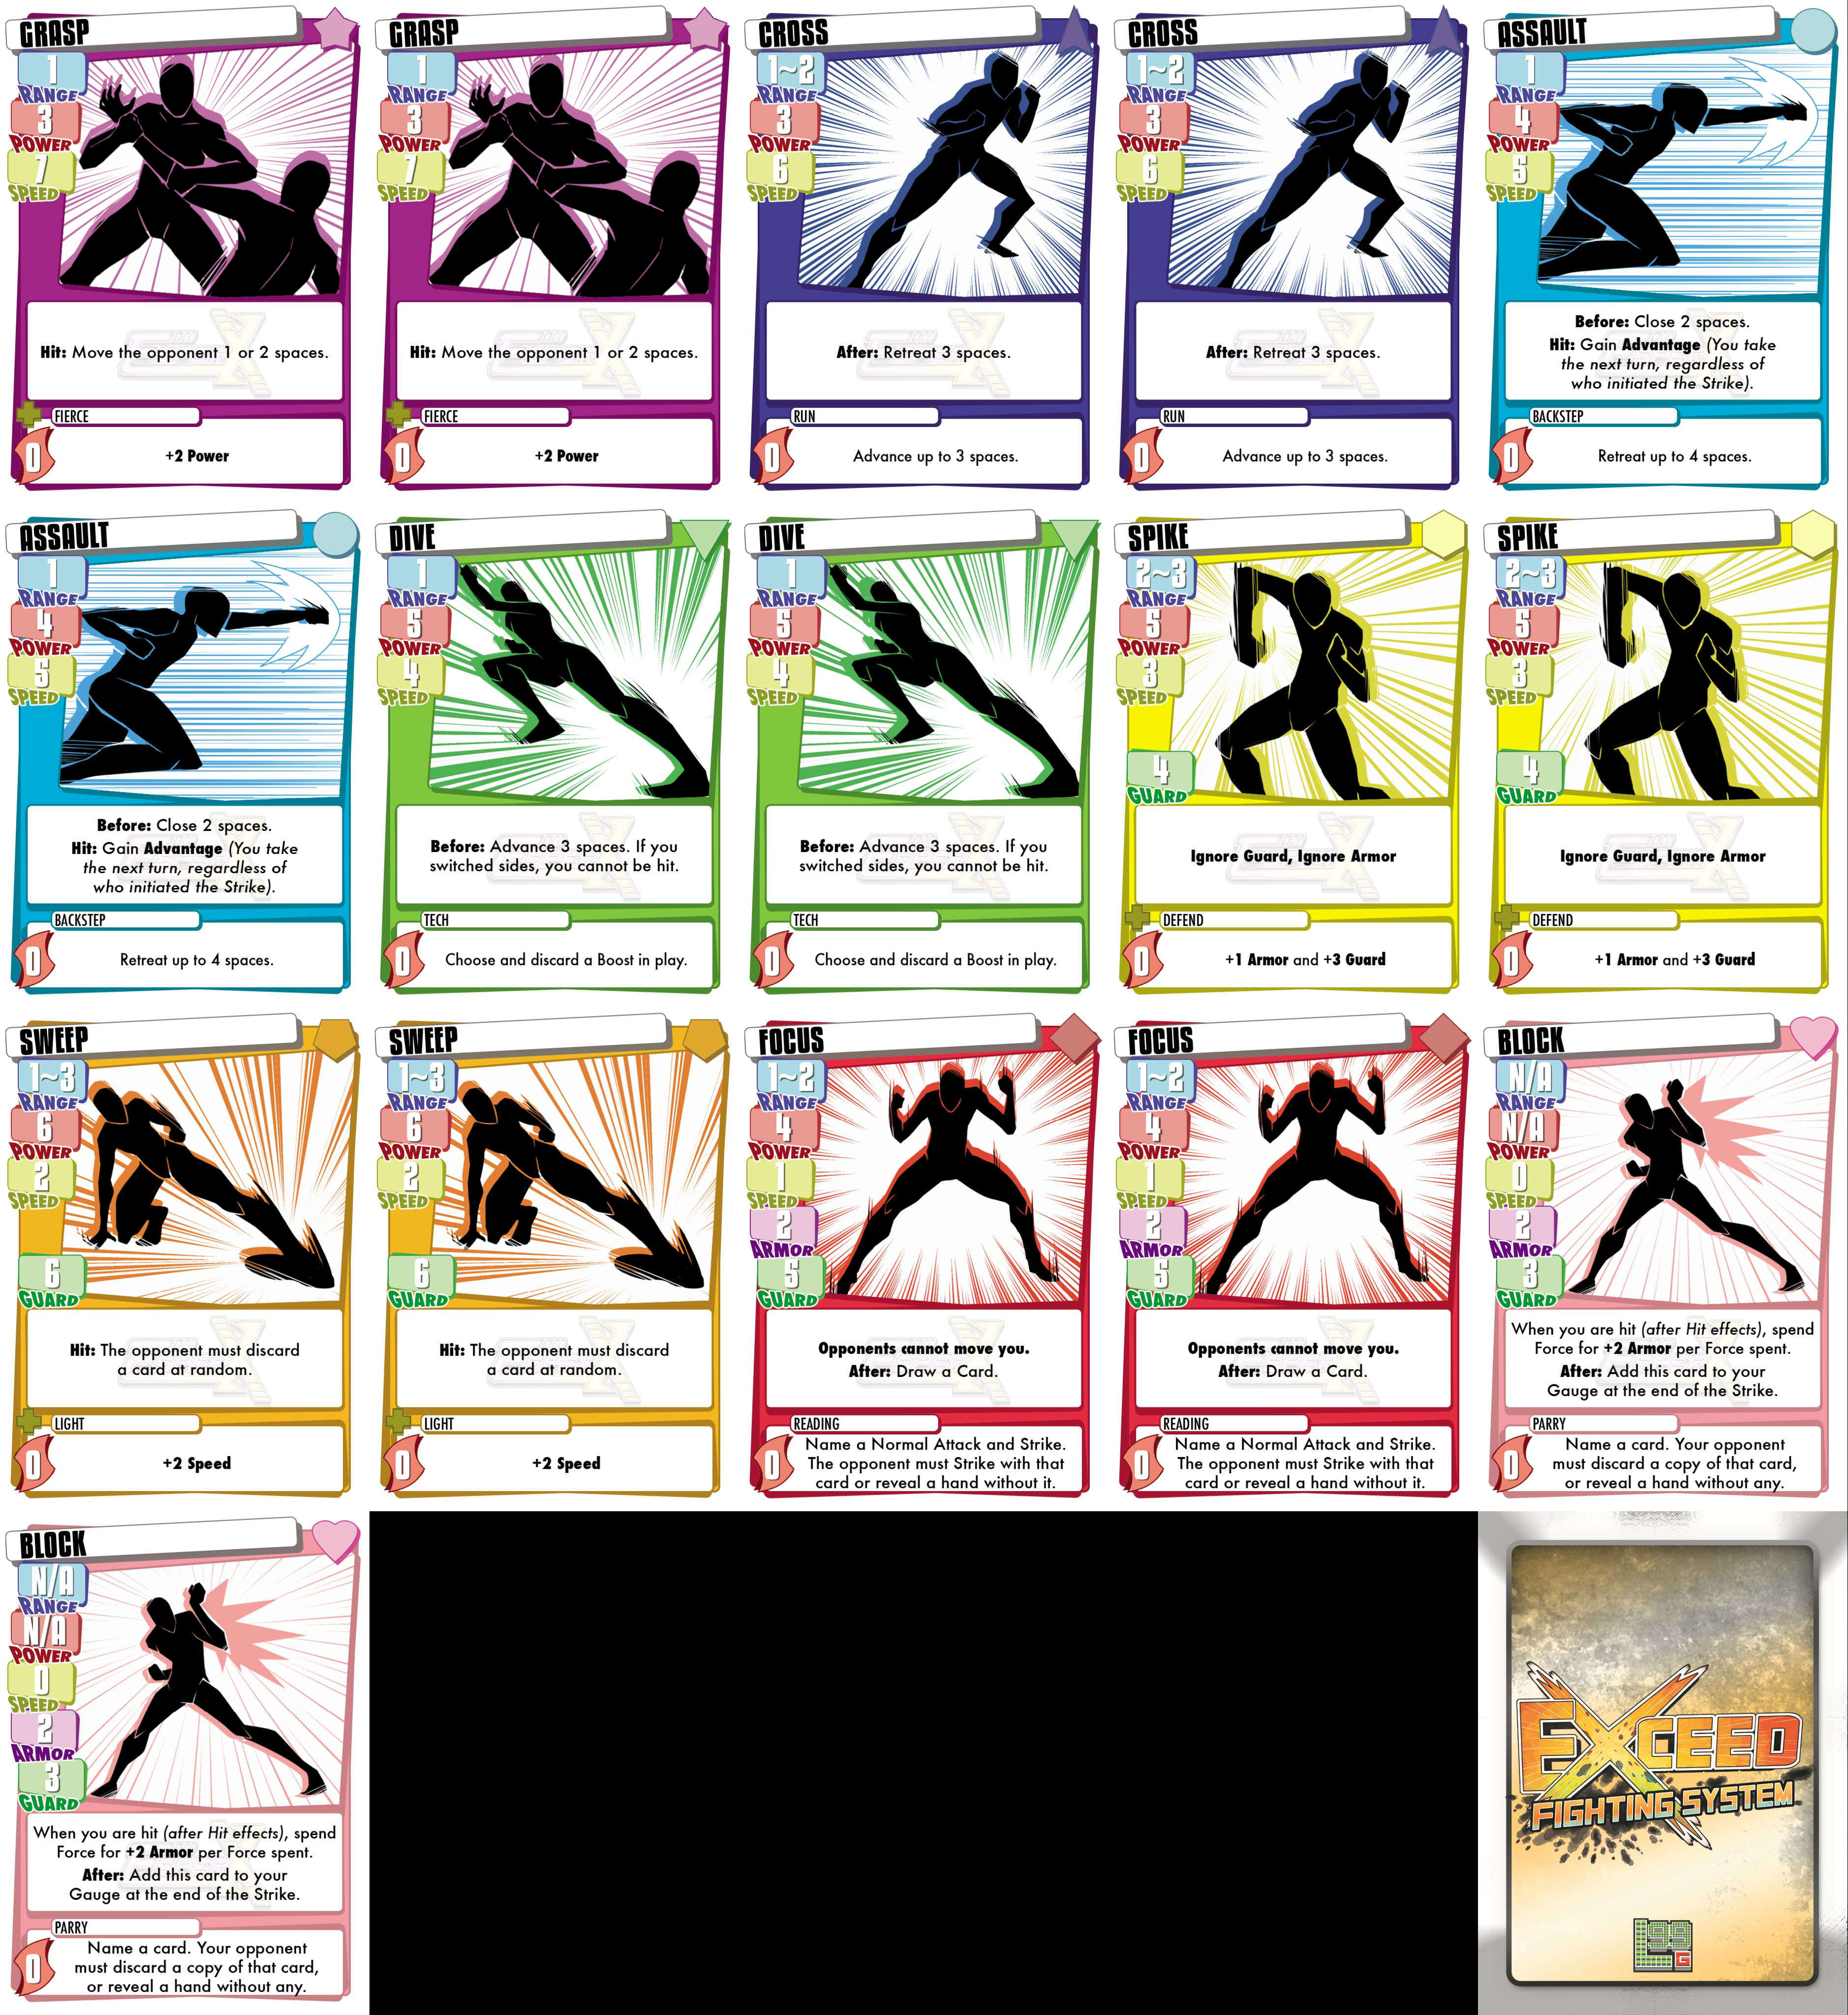 GRASP
1
RANGE
3
POWER
7
SPEED
Hit: Move the opponent 1 or 2 spaces.
FIERCE
0
+2 Power
GRASP
1
RANGE
3
POWER
7
SPEED
Hit: Move the opponent 1 or 2 spaces.
FIERCE
0
+2 Power
CROSS
1~2
RANGE
3
POWER
6
SPEED
After: Retreat 3 spaces.
RUN
0
Advance up to 3 spaces.
CROSS
1~2
RANGE
3
POWER
6
SPEED
After: Retreat 3 spaces.
RUN
0
Advance up to 3 spaces.
ASSAULT
1
RANGE
4
POWER
5
SPEED
Before: Close 2 spaces.
Hit: Gain Advantage (You take
the next turn, regardless of
who initiated the Strike).
BACKSTEP
0
Retreat up to 4 spaces.
ASSAULT
1
RANGE
4
POWER
5
SPEED
Before: Close 2 spaces.
Hit: Gain Advantage (You take
the next turn, regardless of
who initiated the Strike).
BACKSTEP
0
Retreat up to 4 spaces.
DIVE
1
RANGE
5
POWER
4
SPEED
Before: Advance 3 spaces. If you
switched sides, you cannot be hit.
TECH
0
Choose and discard a Boost in play.
DIVE
1
RANGE
5
POWER
4
SPEED
Before: Advance 3 spaces. If you
switched sides, you cannot be hit.
TECH
0
Choose and discard a Boost in play.
SPIKE
2~3
RANGE
5
POWER
3
SPEED
4
GUARD
Ignore Guard, Ignore Armor
DEFEND
0
+1 Armor and +3 Guard
SPIKE
2~3
RANGE
5
POWER
3
SPEED
4
GUARD
Ignore Guard, Ignore Armor
DEFEND
0
+1 Armor and +3 Guard
SWEEP
1~3
RANGE
6
POWER
2
SPEED
6
GUARD
Hit: The opponent must discard
a card at random.
LIGHT
0
+2 Speed
SWEEP
1~3
RANGE
6
POWER
2
SPEED
6
GUARD
Hit: The opponent must discard
a card at random.
LIGHT
0
+2 Speed
FOCUS
1~2
RANGE
4
POWER
1
SPEED
2
ARMOR
5
GUARD
Opponents cannot move you.
After: Draw a Card.
READING
0
Name a Normal Attack and Strike.
The opponent must Strike with that
card or reveal a hand without it.
FOCUS
1~2
RANGE
4
POWER
1
SPEED
2
ARMOR
5
GUARD
Opponents cannot move you.
After: Draw a Card.
READING
0
Name a Normal Attack and Strike.
The opponent must Strike with that
card or reveal a hand without it.
BLOCK
N/A
RANGE
N/A
POWER
0
SPEED
2
ARMOR
3
GUARD
When you are hit (after Hit effects), spend
Force for +2 Armor per Force spent.
After: Add this card to your
Gauge at the end of the Strike.
PARRY
0
Name a card. Your opponent
must discard a copy of that card,
or reveal a hand without any.
BLOCK
N/A
RANGE
N/A
POWER
0
SPEED
2
ARMOR
3
GUARD
When you are hit (after Hit effects), spend
Force for +2 Armor per Force spent.
After: Add this card to your
Gauge at the end of the Strike.
PARRY
0
Name a card. Your opponent
must discard a copy of that card,
or reveal a hand without any.
EXCEED
FIGHTING SYSTEM